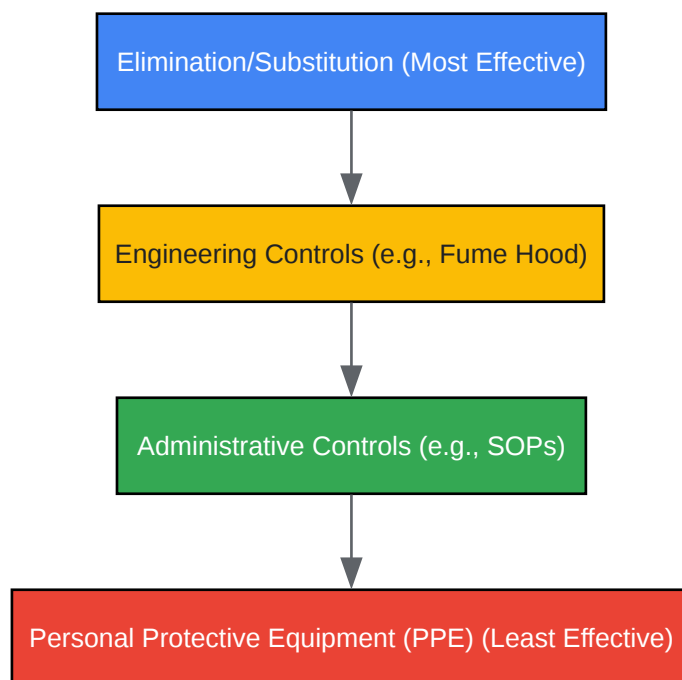 Elimination/Substitution (Most Effective)
Engineering Controls (e.g., Fume Hood)
Administrative Controls (e.g., SOPs)
Personal Protective Equipment (PPE) (Least Effective)